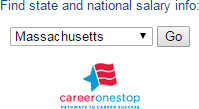 Find state and national salary info:
Massachusetts
Go
careeronestop
PATHWAYS TO CAREER SUCCESS